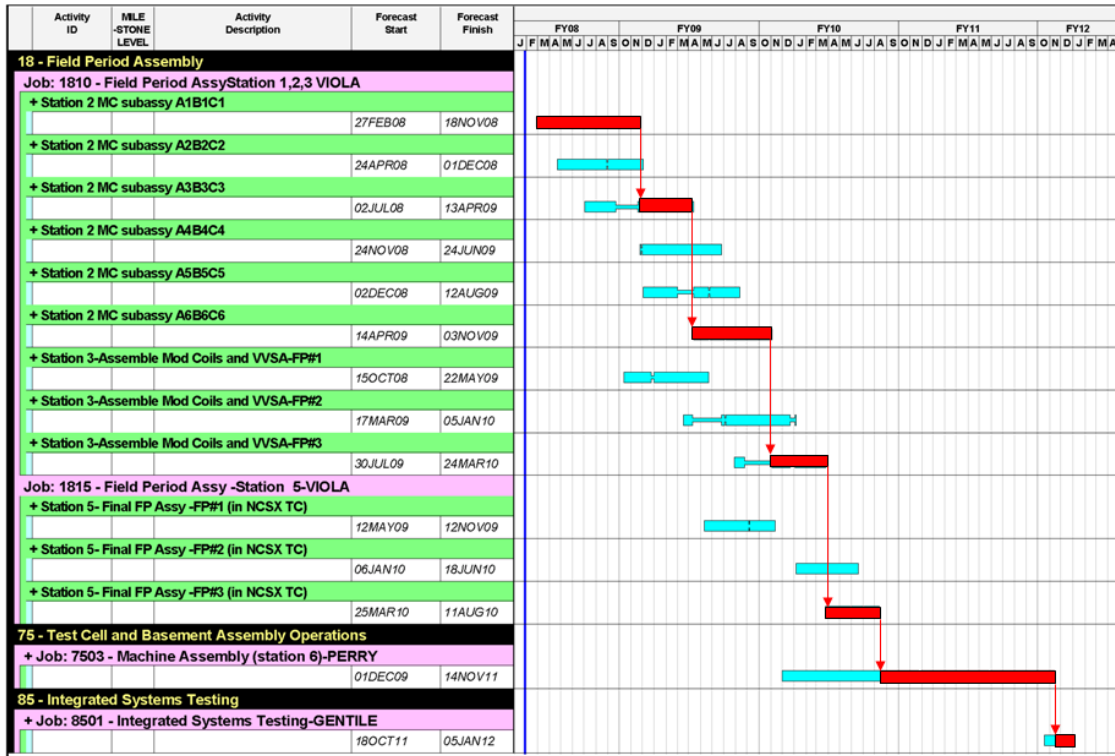 Activity ID MILE -STONE LEVEL Activity Description Forecast Start Forecast Finish
FY08 FY09 FY10 FY11 FY12
J F M A M J J A S O N D J F M A M J J A S O N D J F M A M J J A S O N D J F M A M J J A S O N D J F M A
18 - Field Period Assembly
Job: 1810 - Field Period AssyStation 1,2,3 VIOLA
+ Station 2 MC subassy A1B1C1
27FEB08 18NOV08
+ Station 2 MC subassy A2B2C2
24APR08 01DEC08
+ Station 2 MC subassy A3B3C3
02JUL08 13APR09
+ Station 2 MC subassy A4B4C4
24NOV08 24JUN09
+ Station 2 MC subassy A5B5C5
02DEC08 12AUG09
+ Station 2 MC subassy A6B6C6
14APR09 03NOV09
+ Station 3-Assemble Mod Coils and VVSA-FP#1
15OCT08 22MAY09
+ Station 3-Assemble Mod Coils and VVSA-FP#2
17MAR09 05JAN10
+ Station 3-Assemble Mod Coils and VVSA-FP#3
30JUL09 24MAR10
Job: 1815 - Field Period Assy -Station 5-VIOLA
+ Station 5- Final FP Assy -FP#1 (in NCSX TC)
12MAY09 12NOV09
+ Station 5- Final FP Assy -FP#2 (in NCSX TC)
06JAN10 18JUN10
+ Station 5- Final FP Assy -FP#3 (in NCSX TC)
25MAR10 11AUG10
75 - Test Cell and Basement Assembly Operations
+ Job: 7503 - Machine Assembly (station 6)-PERRY
01DEC09 14NOV11
85 - Integrated Systems Testing
+ Job: 8501 - Integrated Systems Testing-GENTILE
18OCT11 05JAN12